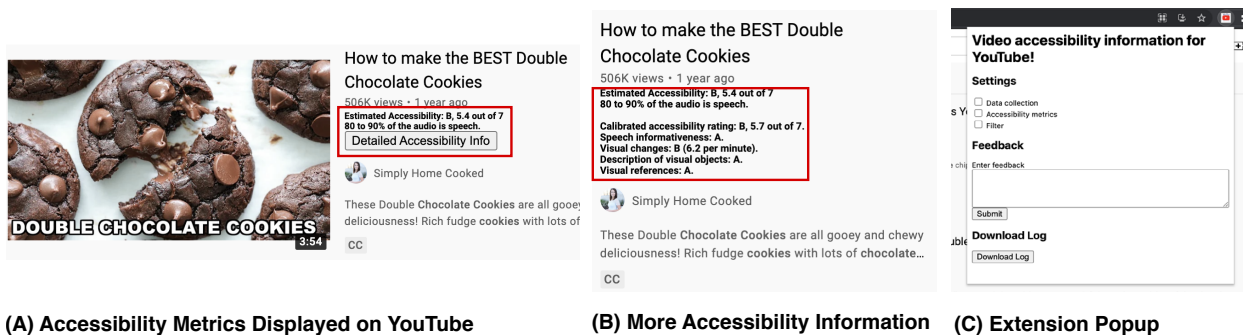 DOUBLE CHOCOLATE COOKIES
3:54
How to make the BEST Double
Chocolate Cookies
506K views • 1 year ago
Estimated Accessibility: B, 5.4 out of 7
80 to 90% of the audio is speech.
Detailed Accessibility Info
Simply Home Cooked
These Double Chocolate Cookies are all gooey
deliciousness! Rich fudge cookies with lots of
CC
(A) Accessibility Metrics Displayed on YouTube
How to make the BEST Double
Chocolate Cookies
506K views • 1 year ago
Estimated Accessibility: B, 5.4 out of 7
80 to 90% of the audio is speech.
Calibrated accessibility rating: B, 5.7 out of 7.
Speech informativeness: A.
Visual changes: B (6.2 per minute).
Description of visual objects: A.
Visual references: A.
Simply Home Cooked
These Double Chocolate Cookies are all gooey and chewy
deliciousness! Rich fudge cookies with lots of chocolate...
CC
(B) More Accessibility Information
Video accessibility information for
YouTube!
Settings
Data collection
Accessibility metrics
Filter
Feedback
Enter feedback
Submit
Download Log
Download Log
(C) Extension Popup